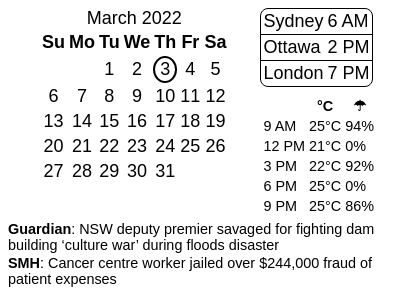 March 2022
Su Mo Tu We Th Fr Sa
1 2 3 4 5
6 7 8 9 10 11 12
13 14 15 16 17 18 19
20 21 22 23 24 25 26
27 28 29 30 31
Sydney 6 AM
Ottawa 2 PM
London 7 PM
°C ☂
9 AM 25°C 94%
12 PM 21°C 0%
3 PM 22°C 92%
6 PM 25°C 0%
9 PM 25°C 86%
Guardian: NSW deputy premier savaged for fighting dam
building ‘culture war’ during floods disaster
SMH: Cancer centre worker jailed over $244,000 fraud of
patient expenses